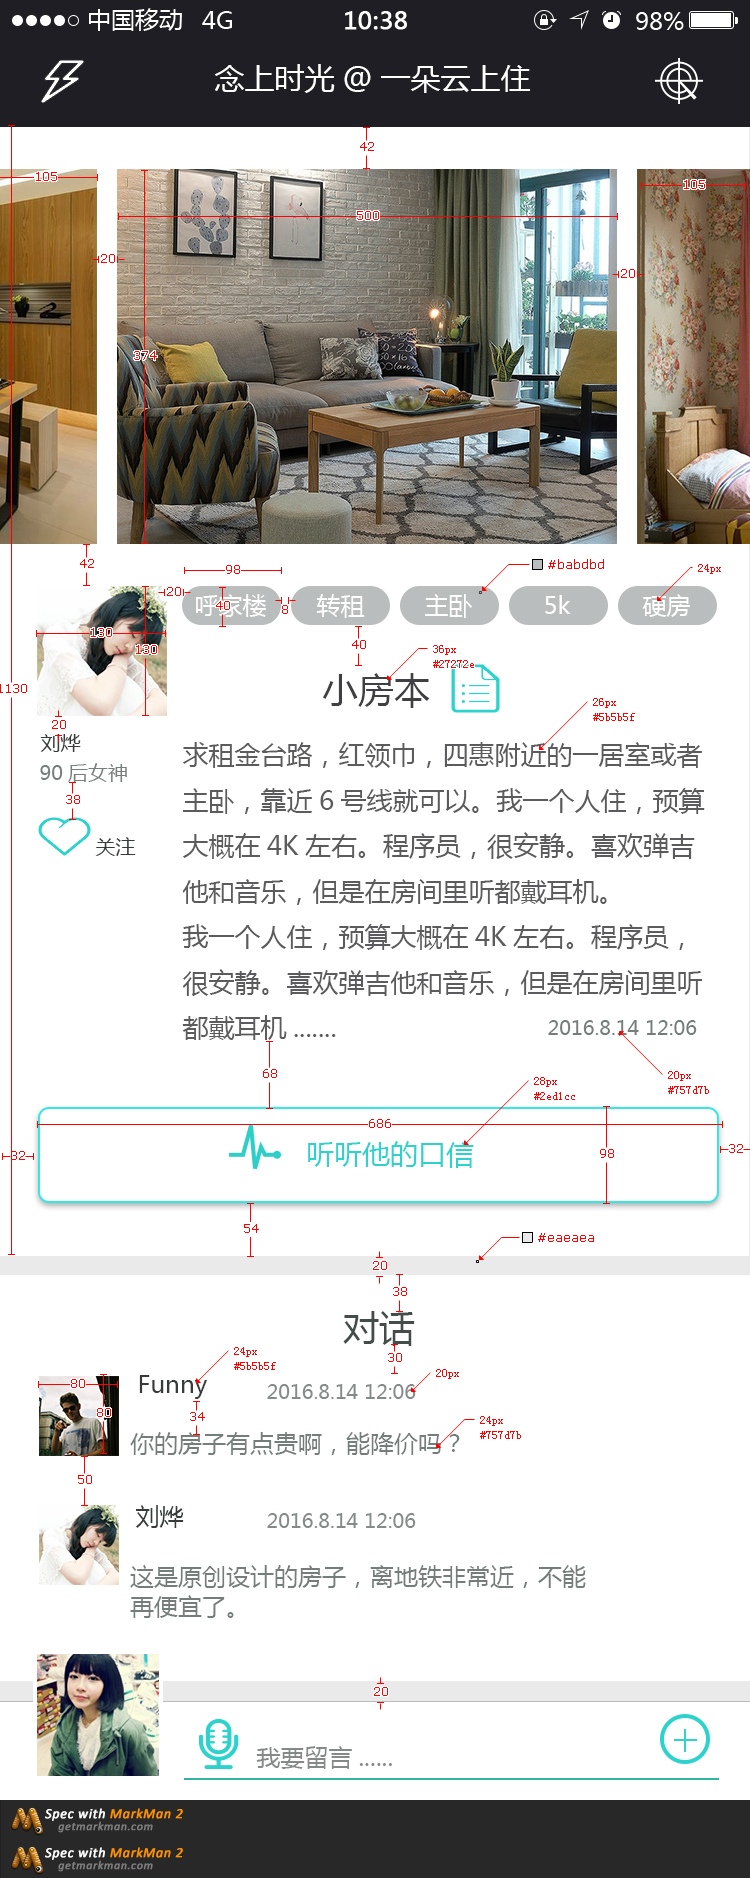 中国移动 4G 10:38 98%
念上时光 @ 一朵云上住
42
105 500 105
20 20
374
42
98 #babdbd 24px
20 40 8
呼家楼 转租 主卧 5k 硬房
130
130
40
36px
#27272e
小房本
1130
20
刘烨
90 后女神
38
关注
26px
#5b5b5f
求租金台路，红领巾，四惠附近的一居室或者
主卧，靠近 6 号线就可以。我一个人住，预算
大概在 4K 左右。程序员，很安静。喜欢弹吉
他和音乐，但是在房间里听都戴耳机。
我一个人住，预算大概在 4K 左右。程序员，
很安静。喜欢弹吉他和音乐，但是在房间里听
都戴耳机 .......
2016.8.14 12:06
68
20px
#757d7b
28px
#2ed1cc
686
32 98 32
听听他的口信
54
#eaeaea
20
38
对话
30
24px
#5b5b5f
20px
80
80
Funny 2016.8.14 12:06
34
24px
#757d7b
你的房子有点贵啊，能降价吗？
50
刘烨 2016.8.14 12:06
这是原创设计的房子，离地铁非常近，不能
再便宜了。
20
我要留言 ......
Spec with MarkMan 2
getmarkman.com
Spec with MarkMan 2
getmarkman.com